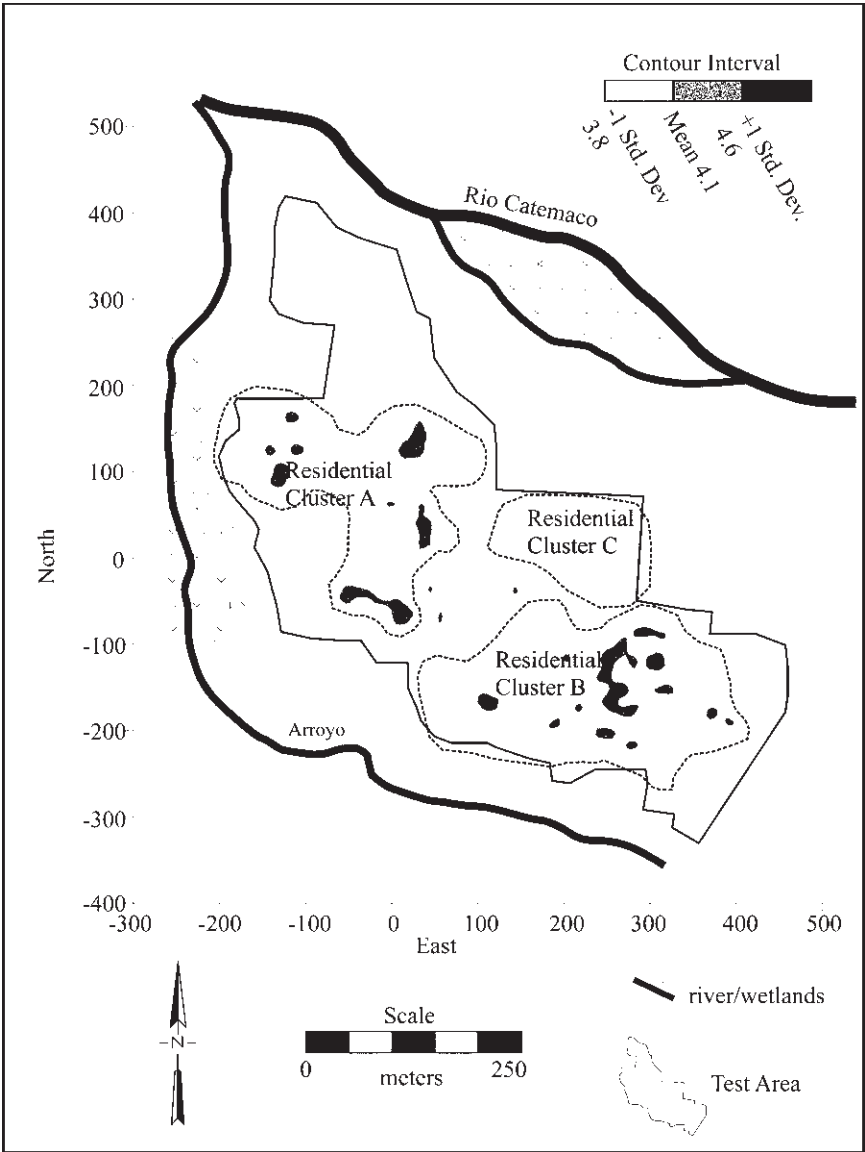 Contour Interval
-1 Std. Dev
3.8
Mean 4.1
4.6
+1 Std. Dev.
500
400
300
200
100
0
-100
-200
-300
-400
North
Rio Catemaco
Residential
Cluster A
Residential
Cluster C
Residential
Cluster B
Arroyo
-300
-200
-100
0
100
200
300
400
500
East
-N-
Scale
0
250
meters
river/wetlands
Test Area